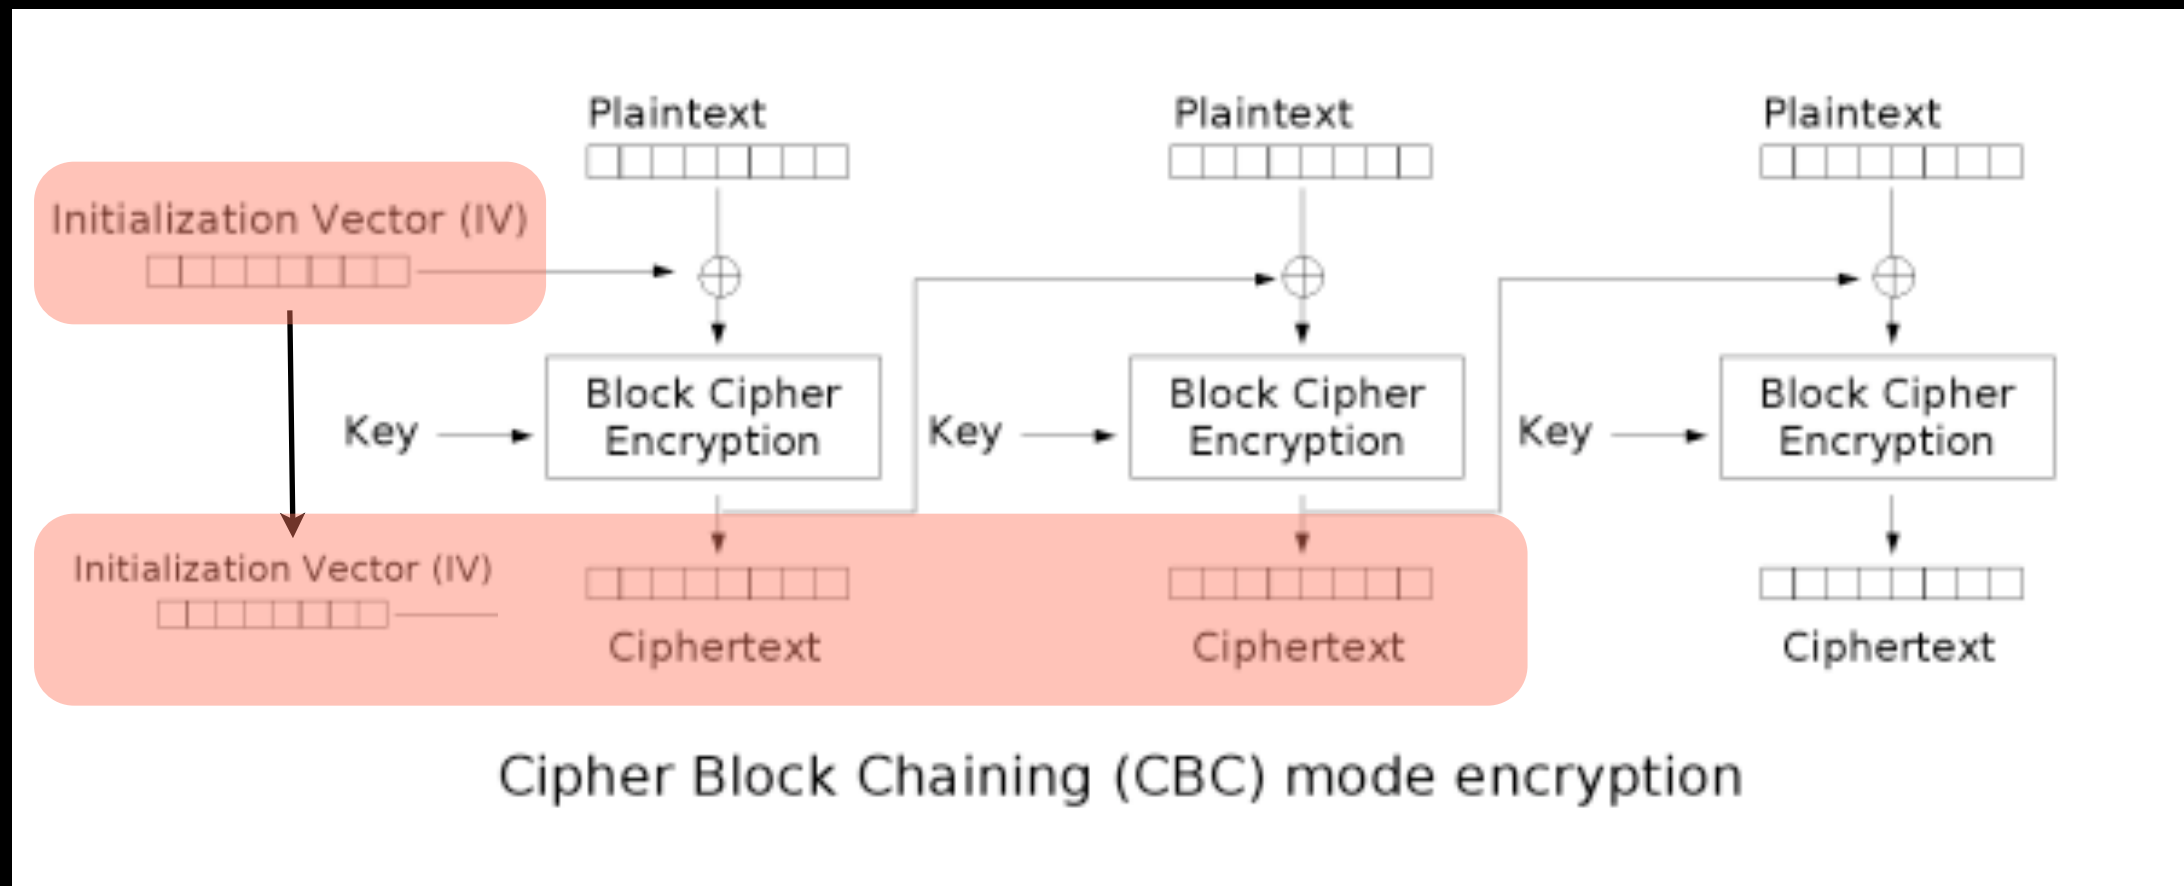 Plaintext
Plaintext
Plaintext
Initialization Vector (IV)
Key
Block Cipher
Encryption
Key
Block Cipher
Encryption
Key
Block Cipher
Encryption
Initialization Vector (IV)
Ciphertext
Ciphertext
Ciphertext
Cipher Block Chaining (CBC) mode encryption